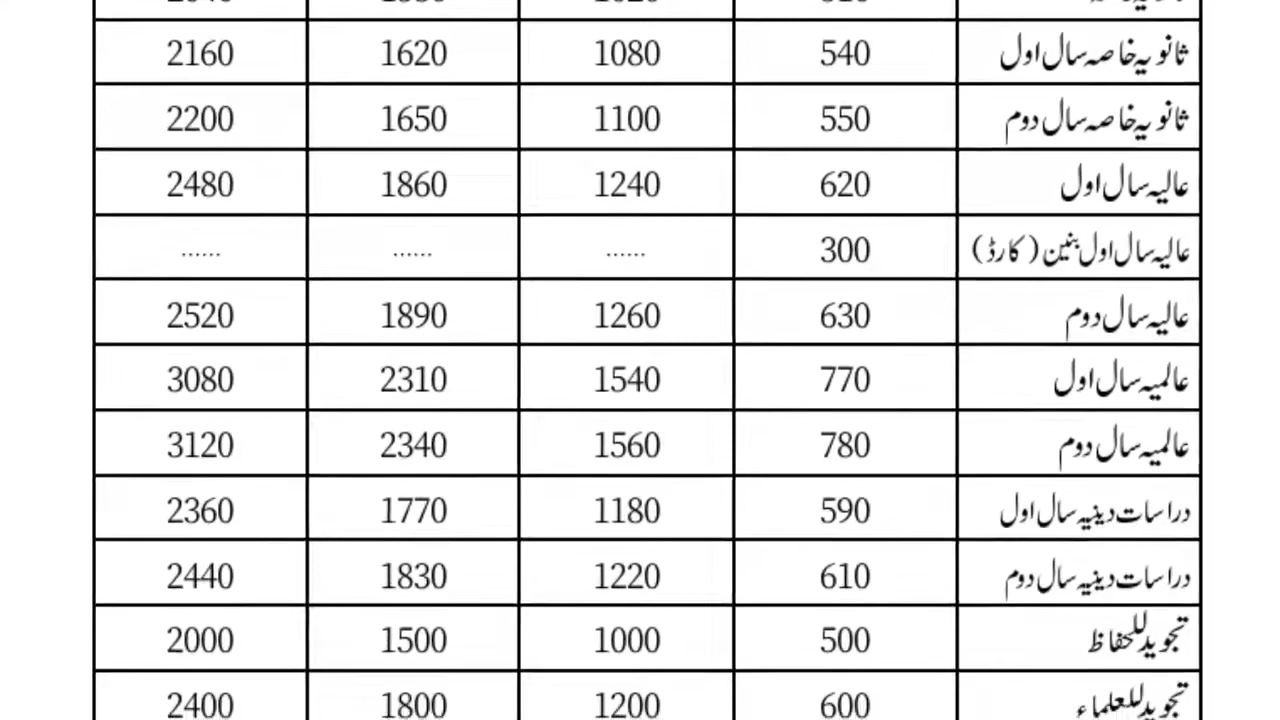 ثانویہ خاصہ سال اول 540 1080 1620 2160
ثانویہ خاصہ سال دوم 550 1100 1650 2200
عالیہ سال اول 620 1240 1860 2480
عالیہ سال اول بنین (کارڈ) 300 ...... ...... ......
عالیہ سال دوم 630 1260 1890 2520
عالمیہ سال اول 770 1540 2310 3080
عالمیہ سال دوم 780 1560 2340 3120
دراسات دینیہ سال اول 590 1180 1770 2360
دراسات دینیہ سال دوم 610 1220 1830 2440
تجوید للحفاظ 500 1000 1500 2000
تجوید للعلماء 600 1200 1800 2400